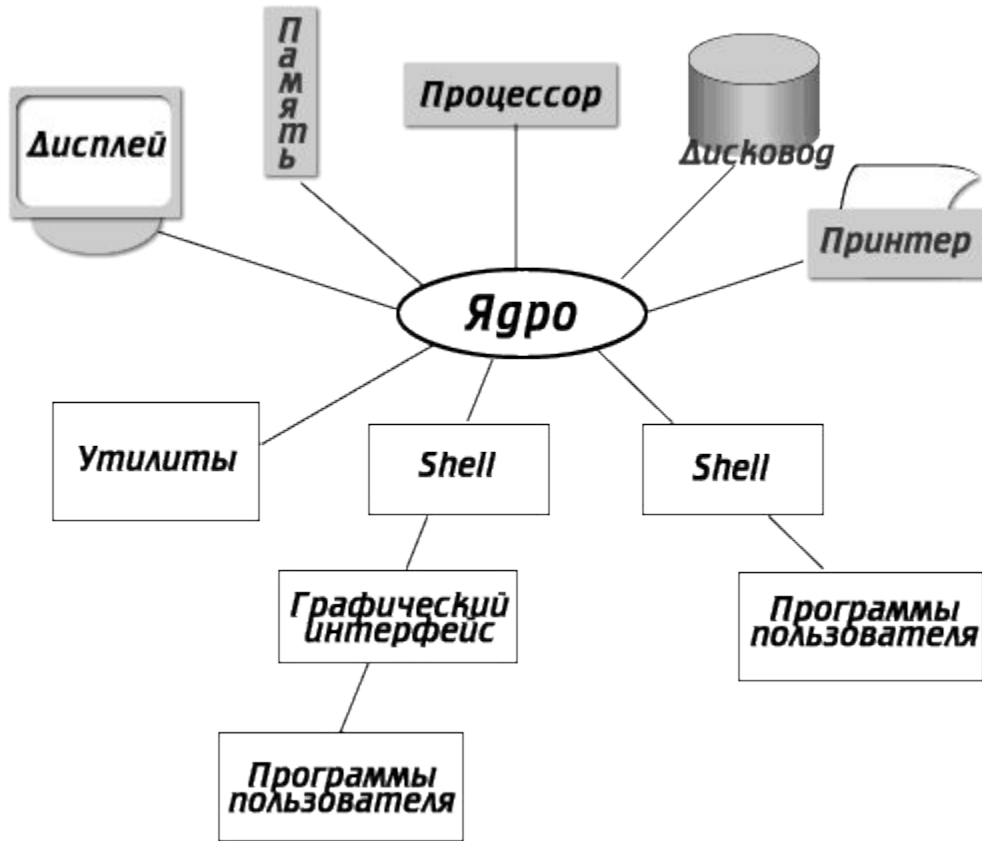 Память
Процессор
Дисплей
Дисковод
Принтер
Ядро
Утилиты
Shell
Shell
Графический
интерфейс
Программы
пользователя
Программы
пользователя